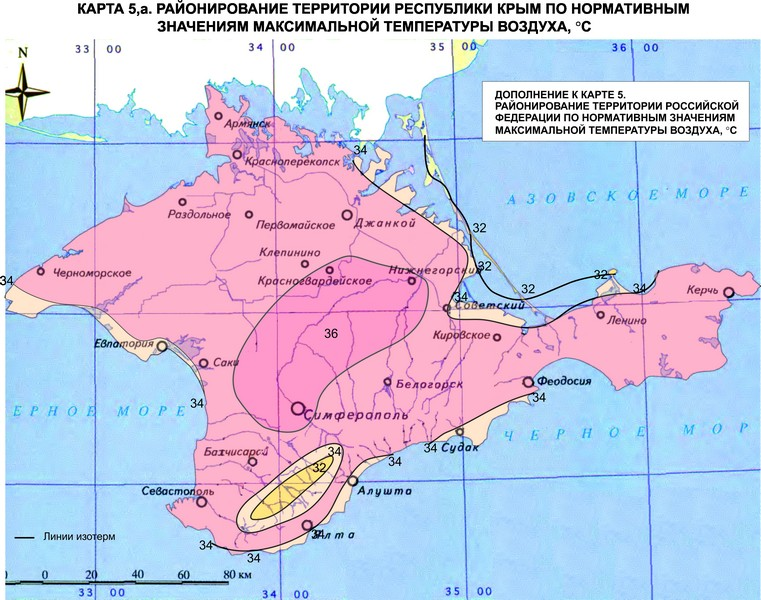 КАРТА 5,а. РАЙОНИРОВАНИЕ ТЕРРИТОРИИ РЕСПУБЛИКИ КРЫМ ПО НОРМАТИВНЫМ
ЗНАЧЕНИЯМ МАКСИМАЛЬНОЙ ТЕМПЕРАТУРЫ ВОЗДУХА, °С
33 00
34 00
35 00
36 00
N
ДОПОЛНЕНИЕ К КАРТЕ 5.
РАЙОНИРОВАНИЕ ТЕРРИТОРИИ РОССИЙСКОЙ
ФЕДЕРАЦИИ ПО НОРМАТИВНЫМ ЗНАЧЕНИЯМ
МАКСИМАЛЬНОЙ ТЕМПЕРАТУРЫ ВОЗДУХА, °С
Армянск
34
Красноперекопск
АЗОВСКОЕ МОРЕ
Раздольное
Первомайское
Джанкой
32
Клепинино
Черноморское
Красногвардейское
Нижнегорский
32
32
34
34
Керчь
32
34
Советский
Ленино
36
Евпатория
Кировское
Саки
Белогорск
Феодосия
34
34
ЕРНОЕ МОРЕ
Симферополь
ЧЕРНОЕ МОР
Судак
34
Бахчисарай
34
34
32
Севастополь
Алушта
Ялта
34
34
34
Линии изотерм
0 20 40 60 80 км
33 00
34 00
35 00